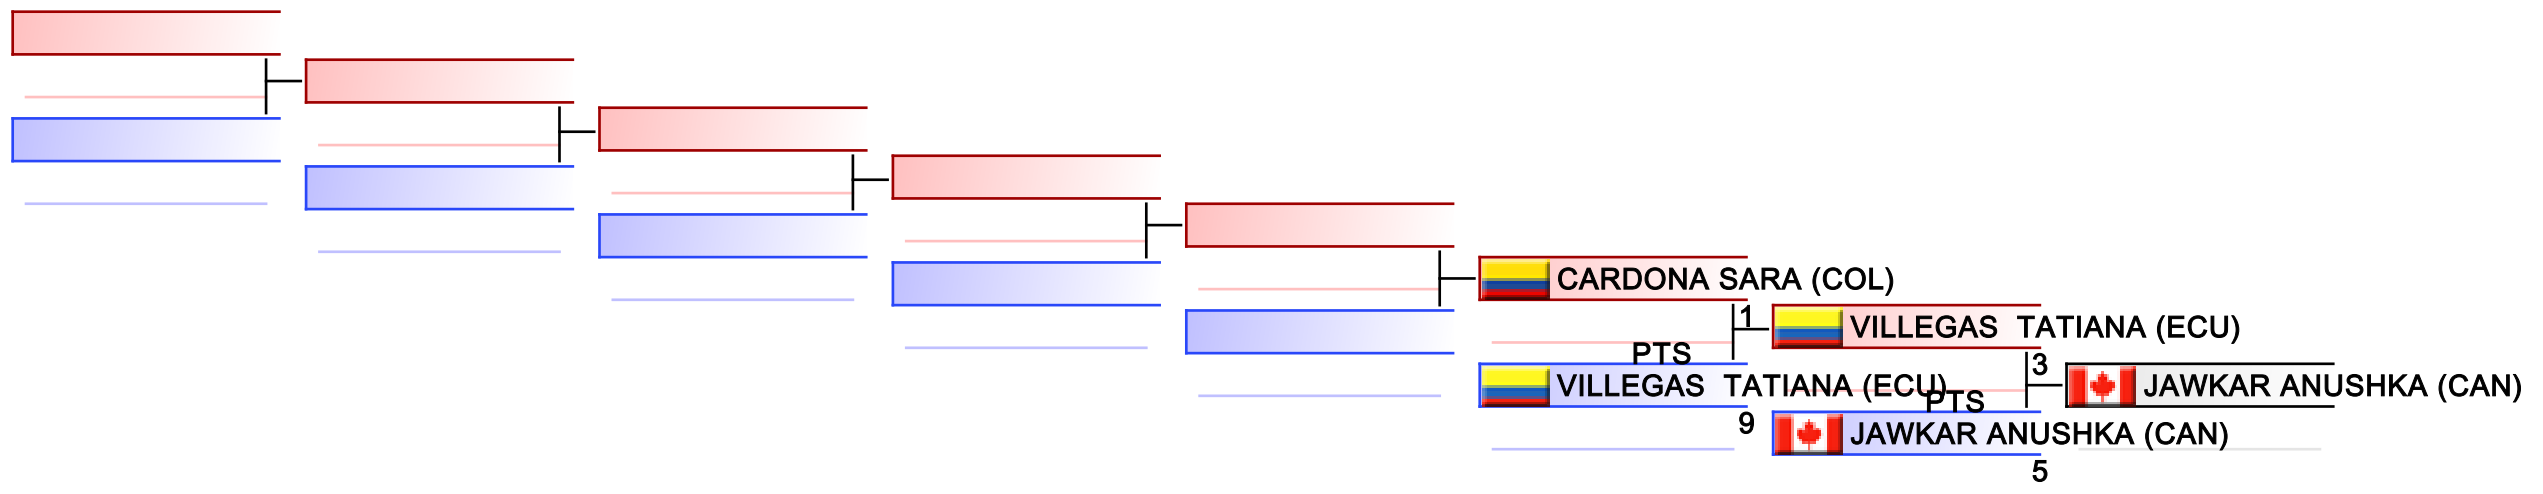 CARDONA SARA (COL)
1
VILLEGAS  TATIANA (ECU)
PTS
3
VILLEGAS  TATIANA (ECU)
JAWKAR ANUSHKA (CAN)
PTS
9
JAWKAR ANUSHKA (CAN)
5